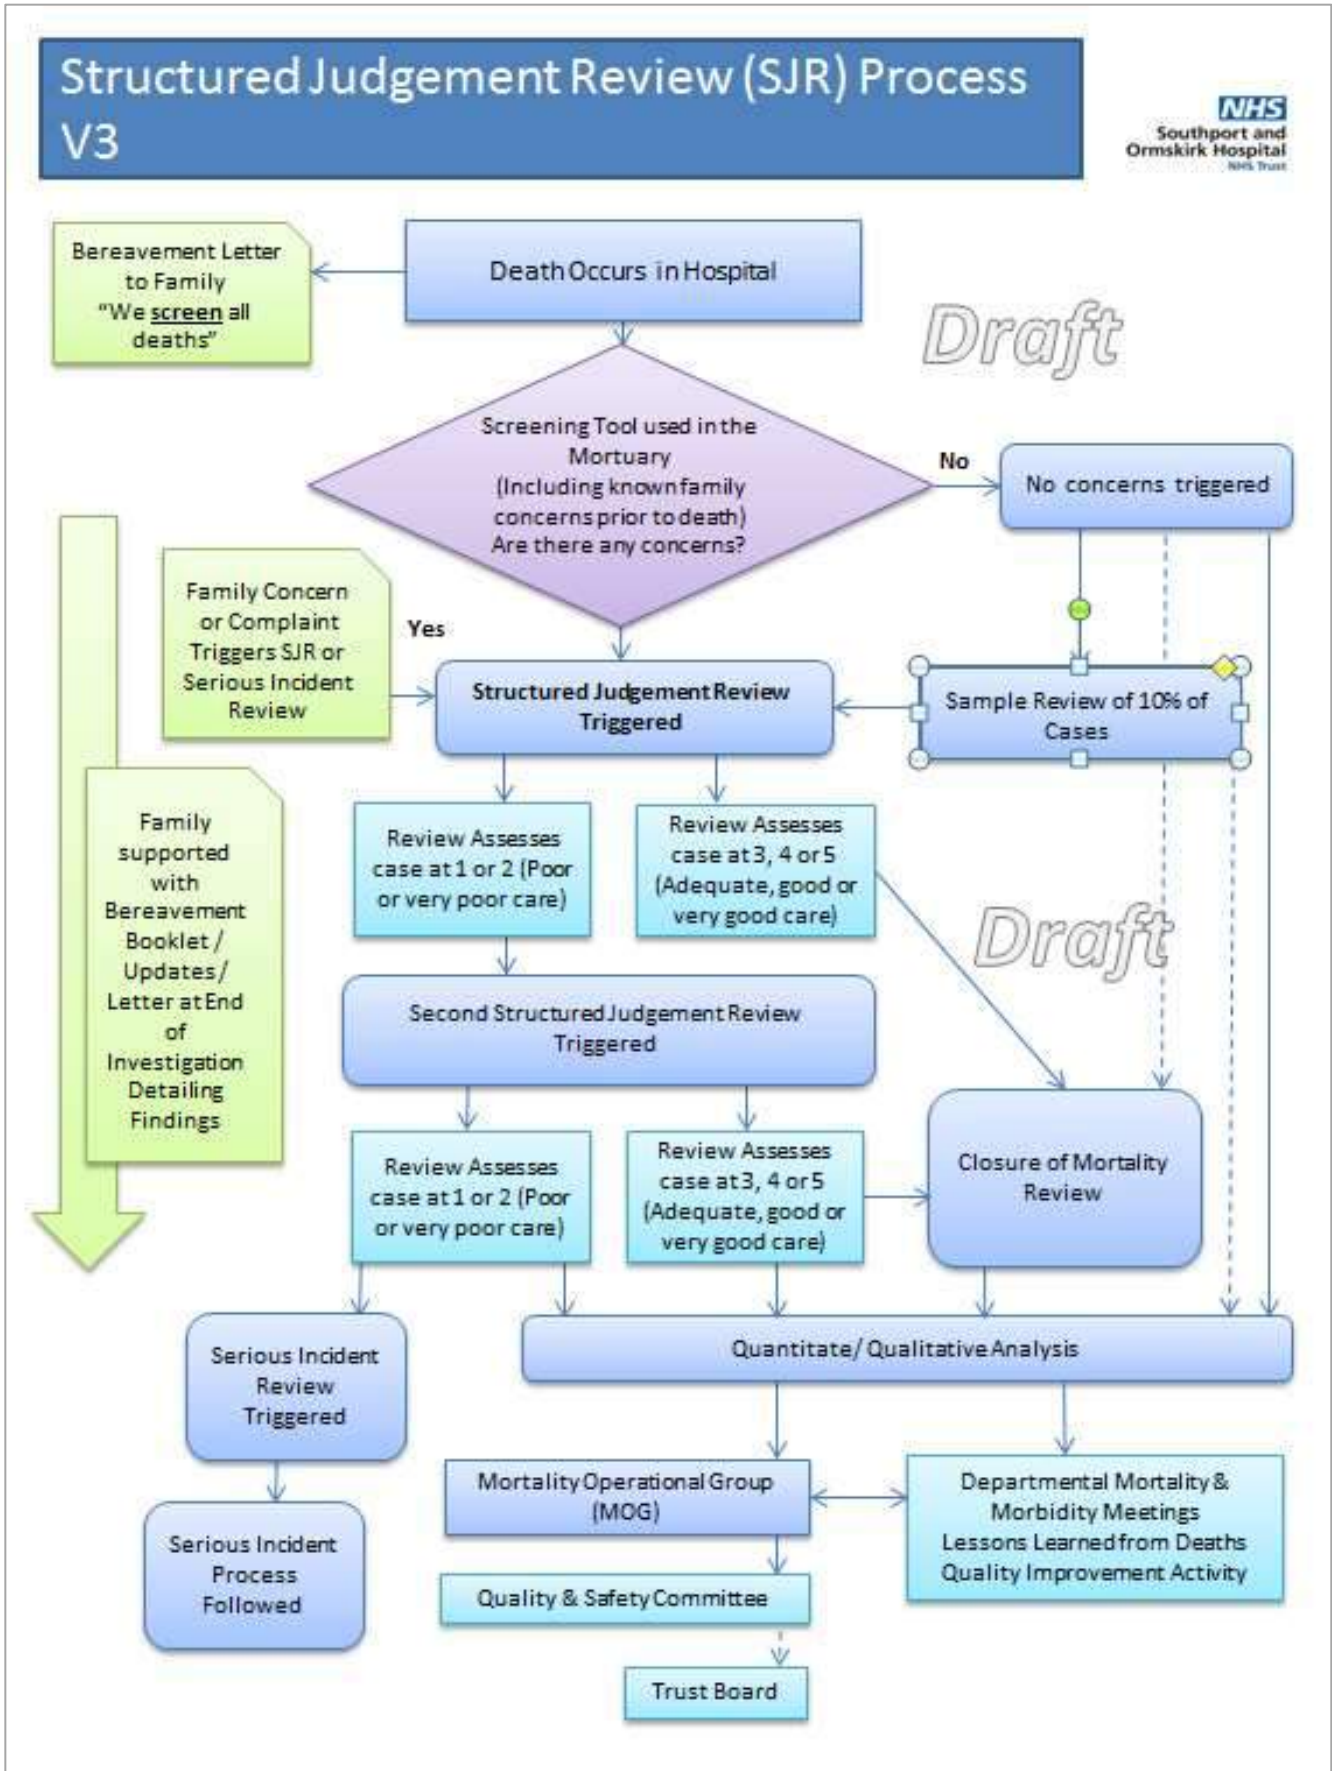 Structured Judgement Review (SJR) Process
V3
NHS
Southport and
Ormskirk Hospital
NHS Trust
Bereavement Letter
to Family
“We screen all
deaths”
Death Occurs in Hospital
Draft
Screening Tool used in the
Mortuary
(Including known family
concerns prior to death)
Are there any concerns?
No
No concerns triggered
Family Concern
or Complaint
Triggers SJR or
Serious Incident
Review
Yes
Structured Judgement Review
Triggered
Sample Review of 10% of
Cases
Family
supported
with
Bereavement
Booklet /
Updates /
Letter at End
of
Investigation
Detailing
Findings
Review Assesses
case at 1 or 2 (Poor
or very poor care)
Review Assesses
case at 3, 4 or 5
(Adequate, good or
very good care)
Draft
Second Structured Judgement Review
Triggered
Review Assesses
case at 1 or 2 (Poor
or very poor care)
Review Assesses
case at 3, 4 or 5
(Adequate, good or
very good care)
Closure of Mortality
Review
Serious Incident
Review
Triggered
Quantitate/ Qualitative Analysis
Mortality Operational Group
(MOG)
Departmental Mortality &
Morbidity Meetings
Lessons Learned from Deaths
Quality Improvement Activity
Serious Incident
Process
Followed
Quality & Safety Committee
Trust Board